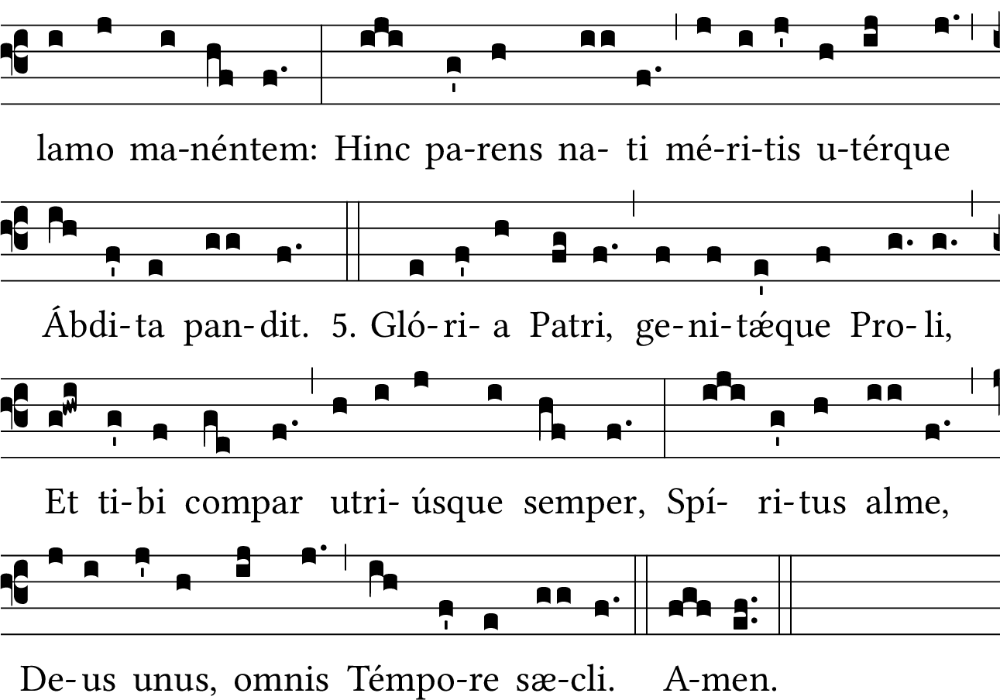 lamo ma-néntem: Hinc pa-rens na- ti mé-ri-tis u-térque
Ábdi-ta pan-dit. 5. Gló-ri- a Patri, ge-ni-tǽque Pro-li,
Et ti-bi compar utri- úsque semper, Spí- ri-tus alme,
De-us unus, omnis Témpo-re sæ-cli. A-men.